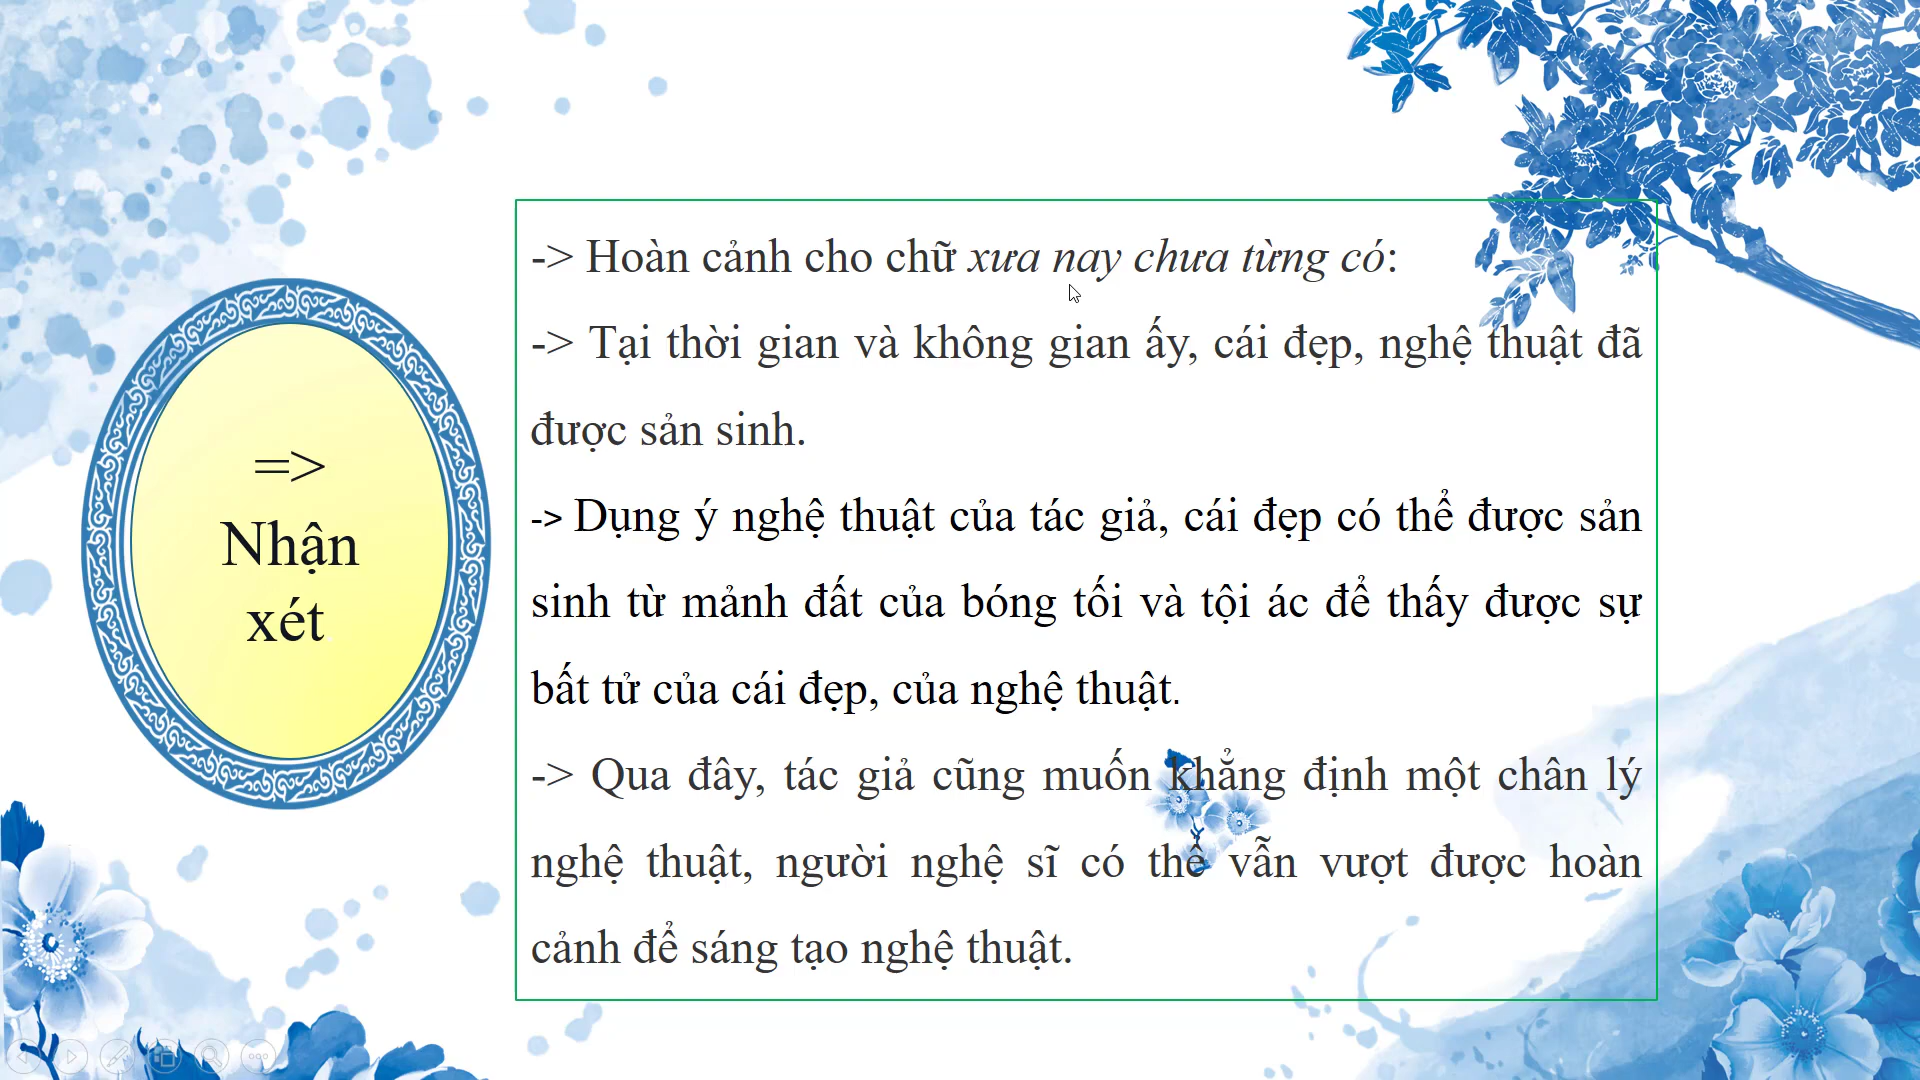 =>
Nhận
xét
-> Hoàn cảnh cho chữ xưa nay chưa từng có:
-> Tại thời gian và không gian ấy, cái đẹp, nghệ thuật đã
được sản sinh.
-> Dụng ý nghệ thuật của tác giả, cái đẹp có thể được sản
sinh từ mảnh đất của bóng tối và tội ác để thấy được sự
bất tử của cái đẹp, của nghệ thuật.
-> Qua đây, tác giả cũng muốn khẳng định một chân lý
nghệ thuật, người nghệ sĩ có thể vẫn vượt được hoàn
cảnh để sáng tạo nghệ thuật.